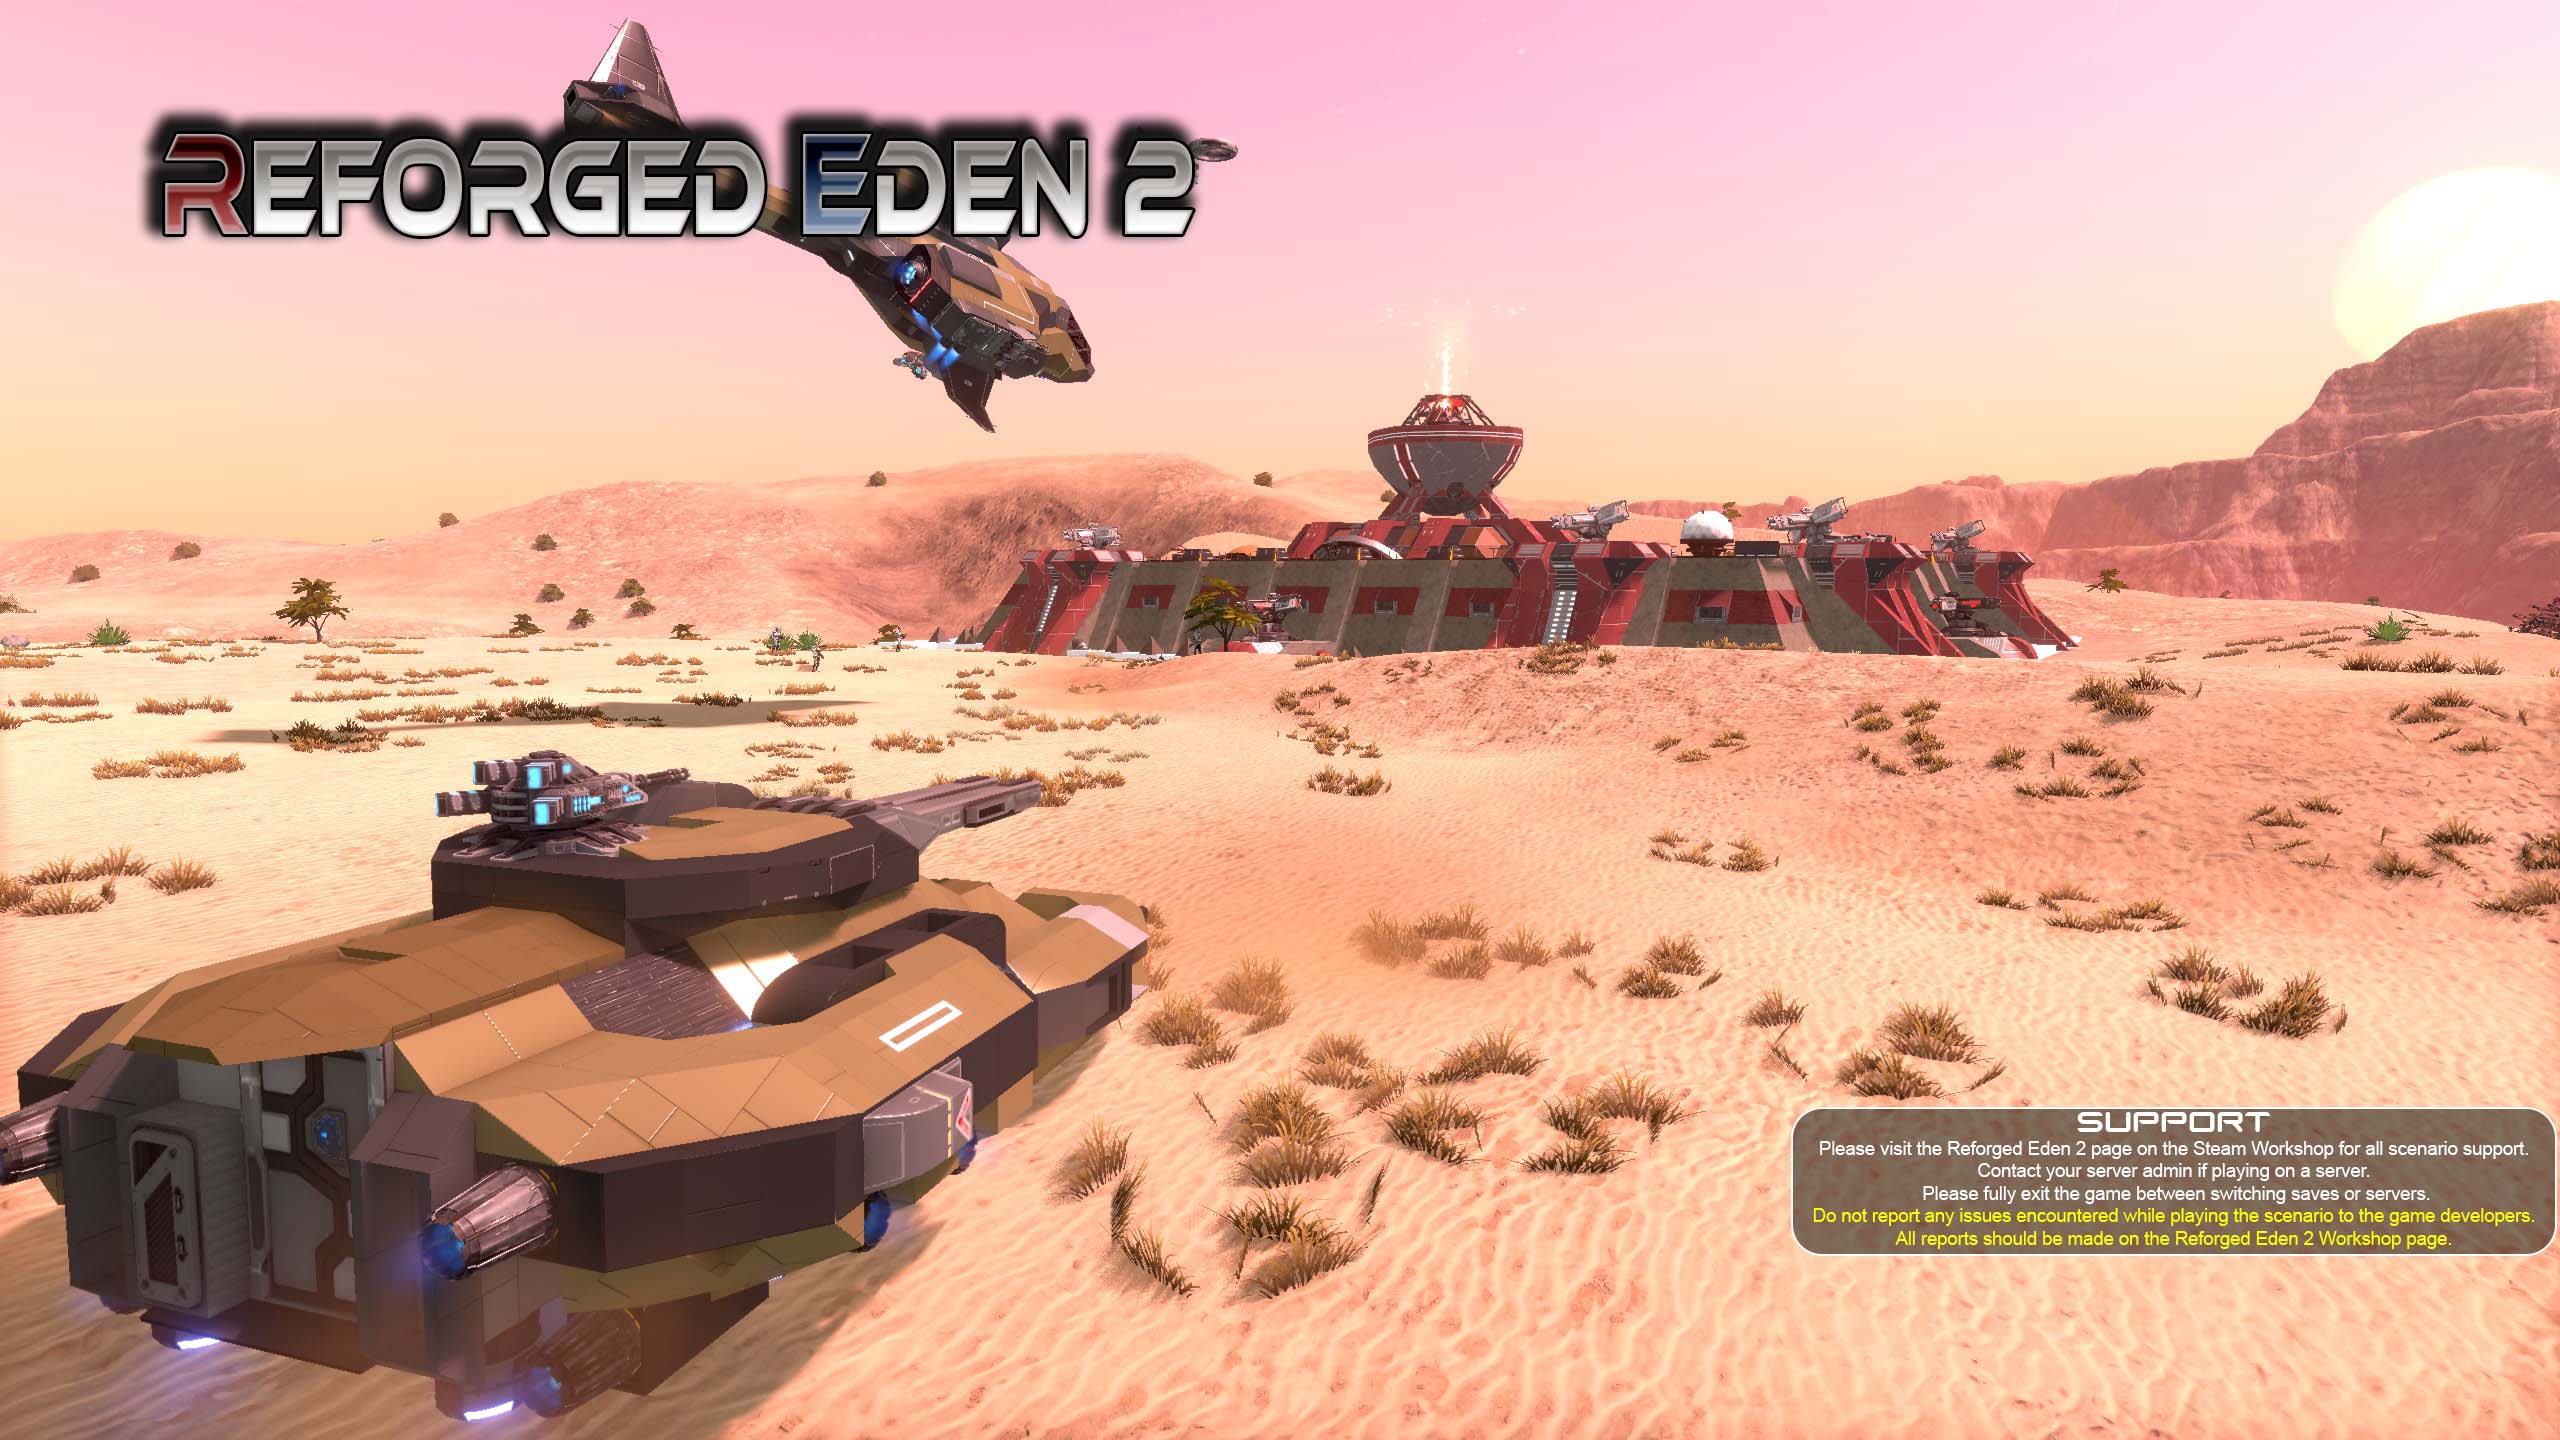 REFORGED EDEN 2
SUPPORT
Please visit the Reforged Eden 2 page on the Steam Workshop for all scenario support.
Contact your server admin if playing on a server.
Please fully exit the game between switching saves or servers.
Do not report any issues encountered while playing the scenario to the game developers.
All reports should be made on the Reforged Eden 2 Workshop page.